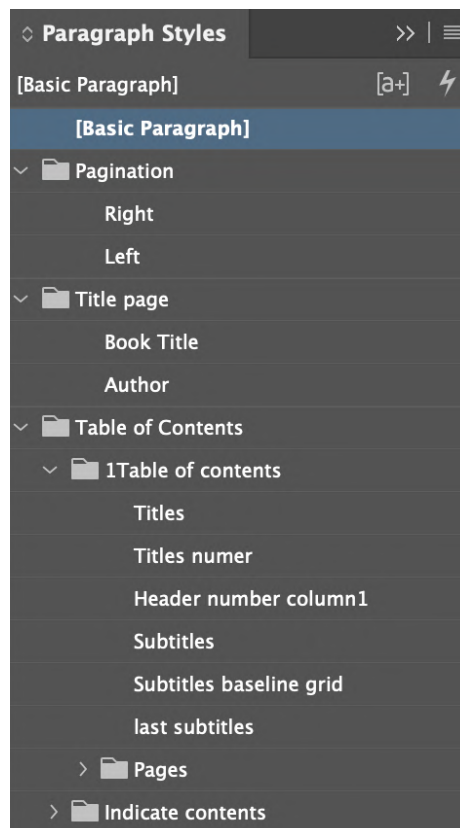 Paragraph Styles
[Basic Paragraph] [a+]
[Basic Paragraph]
Pagination
Right
Left
Title page
Book Title
Author
Table of Contents
1Table of contents
Titles
Titles numer
Header number column1
Subtitles
Subtitles baseline grid
last subtitles
Pages
Indicate contents